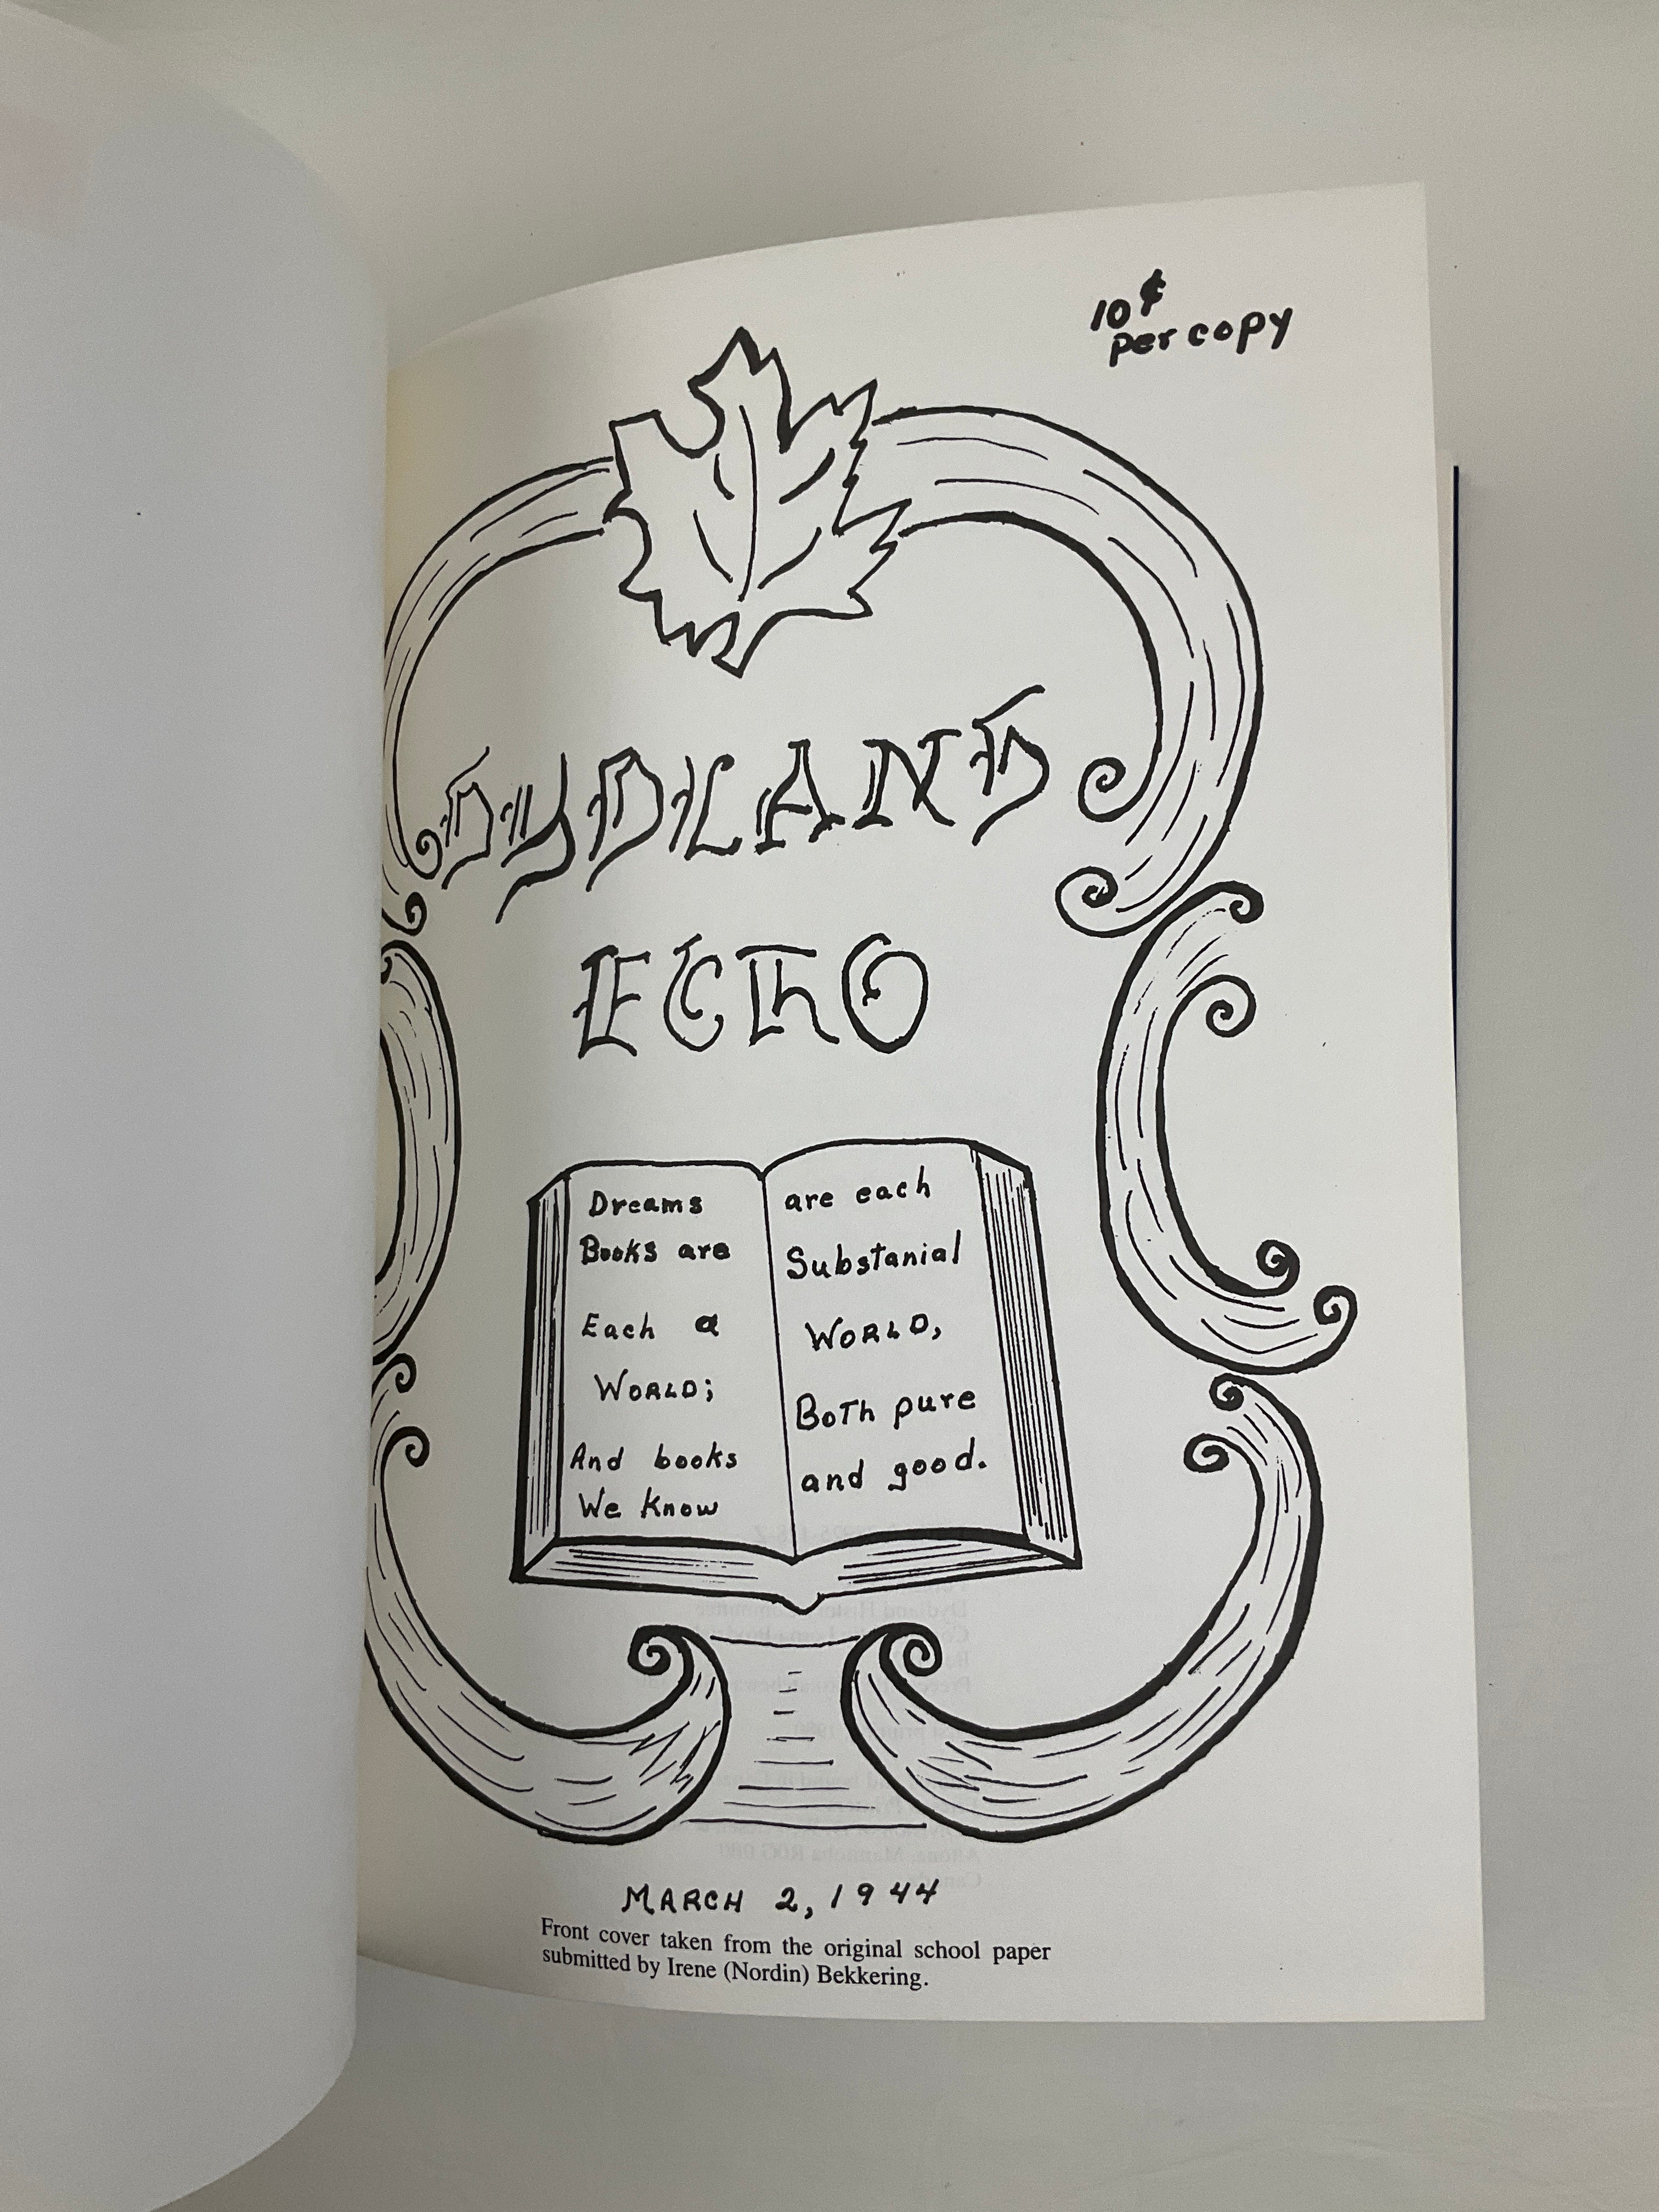 10¢
per copy
DYDLAND
ECHO
Dreams
Books are
Each a
WORLD;
And books
We know
are each
Substanial
WORLD,
BoTh pure
and good.
MARCH 2, 1944
Front cover taken from the original school paper
submitted by Irene (Nordin) Bekkering.